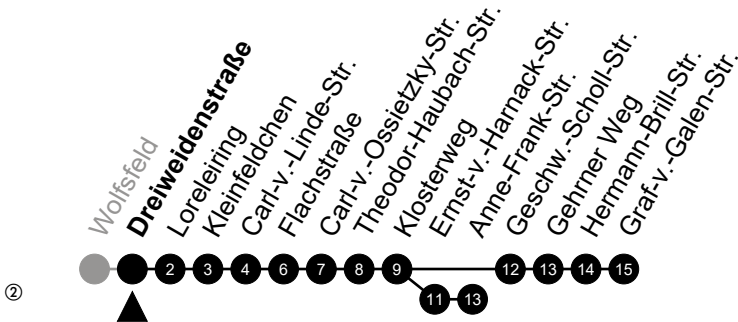 Wolfsfeld
Dreiweidenstraße
Loreleiring
Kleinfeldchen
Carl-v.-Linde-Str.
Flachstraße
Carl-v.-Ossietzky-Str.
Theodor-Haubach-Str.
Klosterweg
Ernst-v.-Harnack-Str.
Anne-Frank-Str.
Geschw.-Scholl-Str.
Gehrner Weg
Hermann-Brill-Str.
Graf-v.-Galen-Str.
2 3 4 6 7 8 9 12 13 14 15
② 11 13